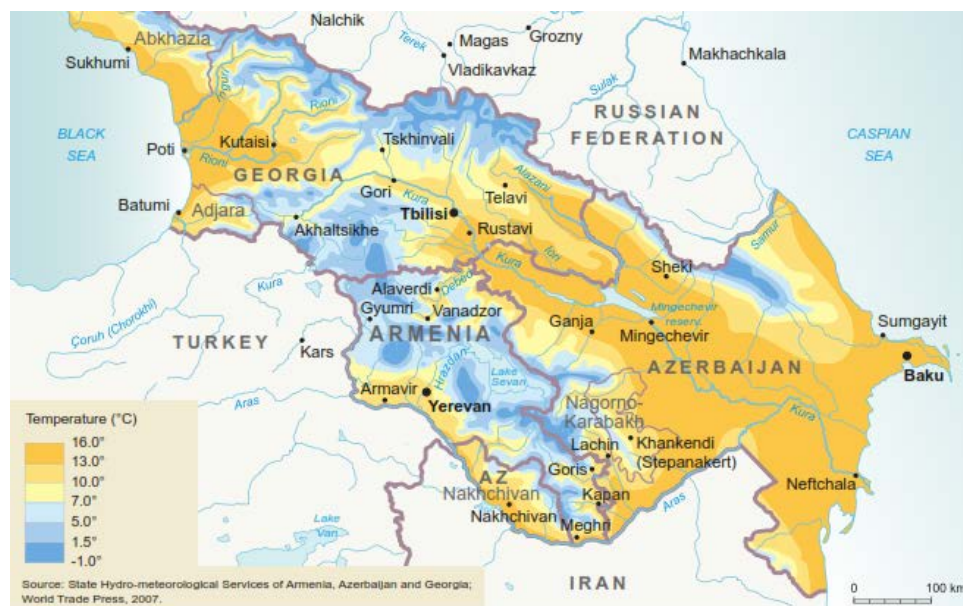 Nalchik
Grozny
Magas
Terek
Vladikavkaz
Makhachkala
Abkhazia
Sukhumi
Inguri
Rioni
Sulak
RUSSIAN
FEDERATION
BLACK
SEA
CASPIAN
SEA
Poti
Kutaisi
Rioni
Tskhinvali
GEORGIA
Gori
Kura
Alazani
Telavi
Batumi
Adjara
Akhaltsikhe
Tbilisi
Rustavi
Iori
Kura
Samur
Sheki
Kura
Alaverdi
Debed
Gyumri
Vanadzor
ARMENIA
Mingechevir
reserv.
Ganja
Mingechevir
Sumgayit
Baku
Çoruh (Chorokhi)
TURKEY
Kars
Hrazdan
Lake
Sevan
AZERBAIJAN
Aras
Armavir
Yerevan
Nagorno-
Karabakh
Kura
Lachin
Khankendi
(Stepanakert)
Goris
AZ
Nakhchivan
Nakhchivan
Kapan
Meghri
Aras
Neftchala
Lake
Van
IRAN
Temperature (°C)
16.0°
13.0°
10.0°
7.0°
5.0°
1.5°
-1.0°
Source: State Hydro-meteorological Services of Armenia, Azerbaijan and Georgia;
World Trade Press, 2007.
0 100 km